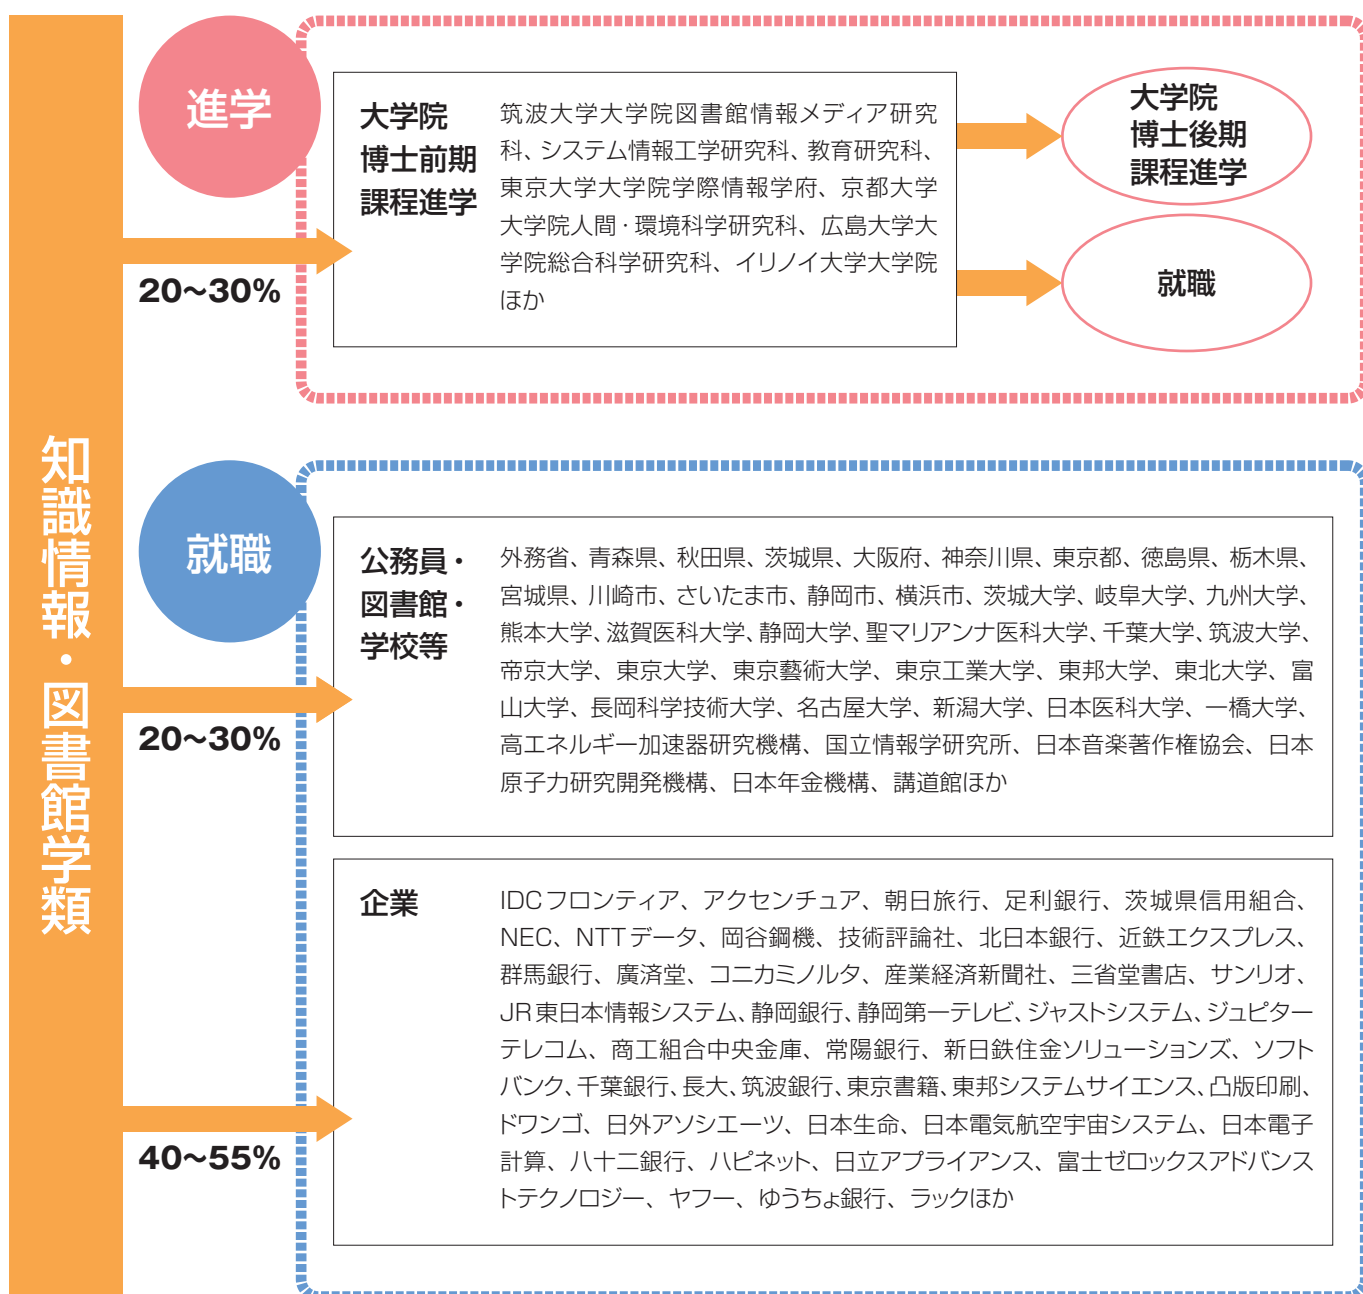 知識情報・図書館学類
進学
20〜30%
大学院
博士前期
課程進学
筑波大学大学院図書館情報メディア研究
科、システム情報工学研究科、教育研究科、
東京大学大学院学際情報学府、京都大学
大学院人間・環境科学研究科、広島大学大
学院総合科学研究科、イリノイ大学大学院
ほか
大学院
博士後期
課程進学
就職
就職
20〜30%
公務員・
図書館・
学校等
外務省、青森県、秋田県、茨城県、大阪府、神奈川県、東京都、徳島県、栃木県、
宮城県、川崎市、さいたま市、静岡市、横浜市、茨城大学、岐阜大学、九州大学、
熊本大学、滋賀医科大学、静岡大学、聖マリアンナ医科大学、千葉大学、筑波大学、
帝京大学、東京大学、東京藝術大学、東京工業大学、東邦大学、東北大学、富
山大学、長岡科学技術大学、名古屋大学、新潟大学、日本医科大学、一橋大学、
高エネルギー加速器研究機構、国立情報学研究所、日本音楽著作権協会、日本
原子力研究開発機構、日本年金機構、講道館ほか
40〜55%
企業
IDCフロンティア、アクセンチュア、朝日旅行、足利銀行、茨城県信用組合、
NEC、NTTデータ、岡谷鋼機、技術評論社、北日本銀行、近鉄エクスプレス、
群馬銀行、廣済堂、コニカミノルタ、産業経済新聞社、三省堂書店、サンリオ、
JR東日本情報システム、静岡銀行、静岡第一テレビ、ジャストシステム、ジュピター
テレコム、商工組合中央金庫、常陽銀行、新日鉄住金ソリューションズ、ソフト
バンク、千葉銀行、長大、筑波銀行、東京書籍、東邦システムサイエンス、凸版印刷、
ドワンゴ、日外アソシエーツ、日本生命、日本電気航空宇宙システム、日本電子
計算、八十二銀行、ハピネット、日立アプライアンス、富士ゼロックスアドバンス
トテクノロジー、ヤフー、ゆうちょ銀行、ラックほか